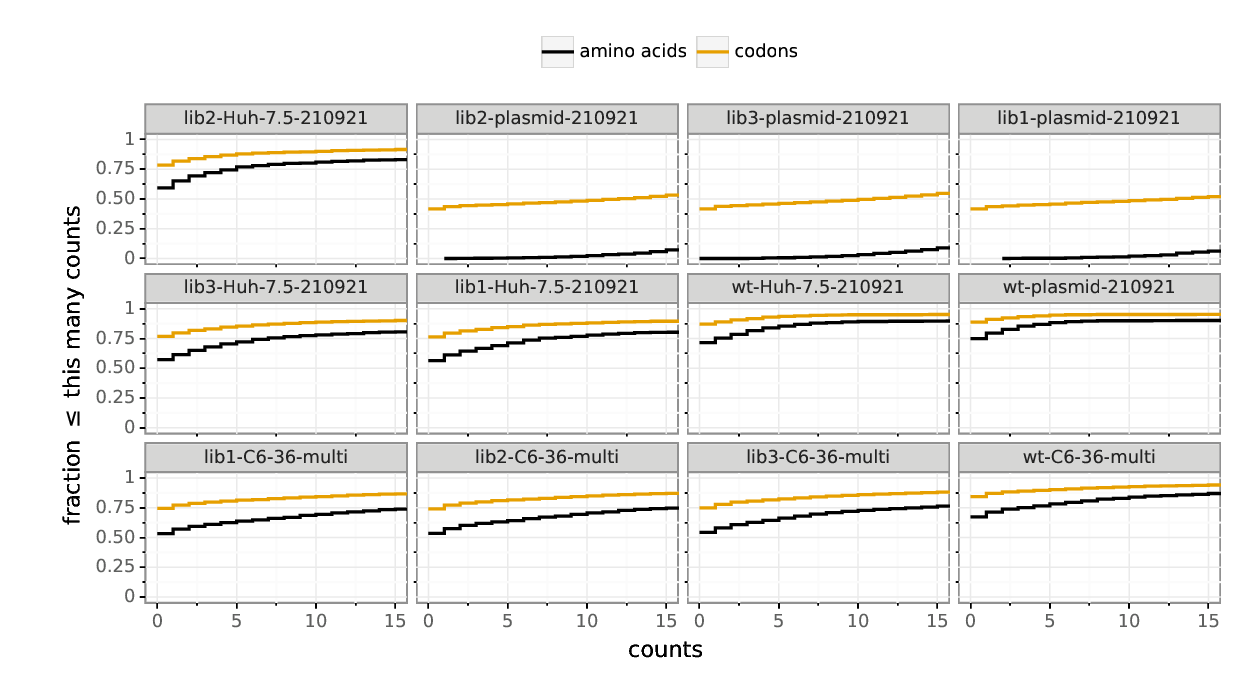 amino acids codons
lib2-Huh-7.5-210921 lib2-plasmid-210921 lib3-plasmid-210921 lib1-plasmid-210921
1
0.75
0.50
0.25
0
lib3-Huh-7.5-210921 lib1-Huh-7.5-210921 wt-Huh-7.5-210921 wt-plasmid-210921
1
0.75
0.50
0.25
0
lib1-C6-36-multi lib2-C6-36-multi lib3-C6-36-multi wt-C6-36-multi
1
0.75
0.50
0.25
0
0 5 10 15 0 5 10 15 0 5 10 15 0 5 10 15
counts
fraction ≤ this many counts